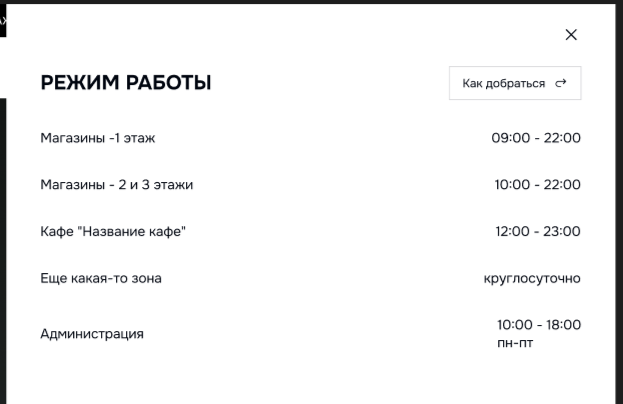 РЕЖИМ РАБОТЫ
Как добраться
Магазины -1 этаж
09:00 - 22:00
Магазины - 2 и 3 этажи
10:00 - 22:00
Кафе "Название кафе"
12:00 - 23:00
Еще какая-то зона
круглосуточно
Администрация
10:00 - 18:00
пн-пт